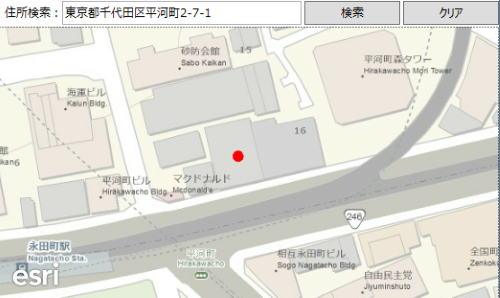 住所検索：
東京都千代田区平河町2-7-1
検索
クリア
砂防会館
Sabo Kaikan
15
平河町森タワー
Hirakawacho Mori Tower
海東ビル
Kaiun Bldg.
16
館
Kaikan6
平河町ビル
Hirakawacho Bldg.
マクドナルド
Mcdonald's
246
永田町駅
Nagatacho Sta.
平河町
Hirakawacho
相互永田町ビル
Sogo Nagatacho Bldg.
自由民主党
Jiyuminshuto
全国町
Zenkoku
esri